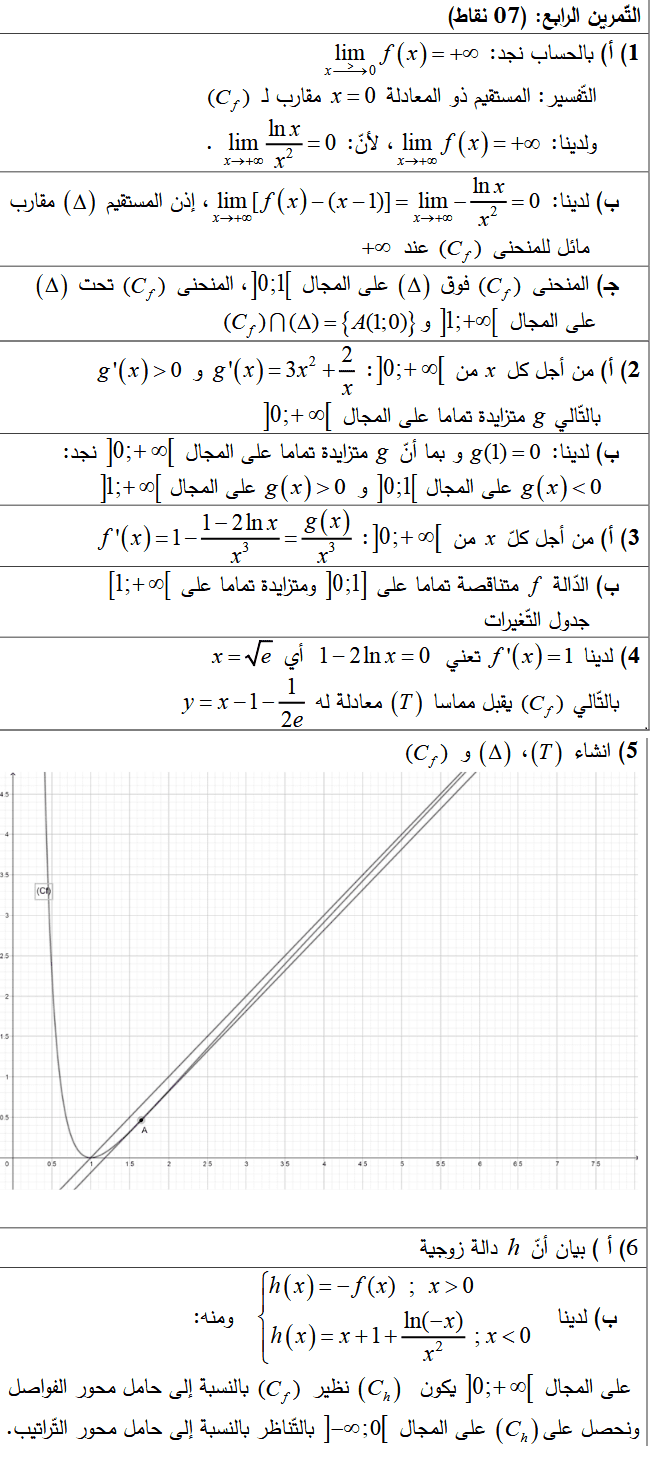 التّمرين الرابع: (07 نقاط)
1) أ) بالحساب نجد: $\lim_{x \xrightarrow{>} 0} f(x) = +\infty$
التّفسير: المستقيم ذو المعادلة $x = 0$ مقارب لـ $(C_f)$
ولدينا: $\lim_{x \to +\infty} f(x) = +\infty$ ، لأنّ: $\lim_{x \to +\infty} \frac{\ln x}{x^2} = 0$ .
ب) لدينا: $\lim_{x \to +\infty} [f(x) - (x-1)] = \lim_{x \to +\infty} -\frac{\ln x}{x^2} = 0$ ، إذن المستقيم $(\Delta)$ مقارب
مائل للمنحنى $(C_f)$ عند $+\infty$
ج) المنحنى $(C_f)$ فوق $(\Delta)$ على المجال $]0;1[$، المنحنى $(C_f)$ تحت $(\Delta)$
على المجال $]1;+\infty[$ و $(C_f) \cap (\Delta) = \{A(1;0)\}$
2) أ) من أجل كل $x$ من $]0;+\infty[$ : $g'(x) = 3x^2 + \frac{2}{x}$ و $g'(x) > 0$
بالتّالي $g$ متزايدة تماما على المجال $]0;+\infty[$
ب) لدينا: $g(1) = 0$ و بما أنّ $g$ متزايدة تماما على المجال $]0;+\infty[$ نجد:
$g(x) < 0$ على المجال $]0;1[$ و $g(x) > 0$ على المجال $]1;+\infty[$
3) أ) من أجل كلّ $x$ من $]0;+\infty[$ : $f'(x) = 1 - \frac{1-2\ln x}{x^3} = \frac{g(x)}{x^3}$
ب) الدّالة $f$ متناقصة تماما على $]0;1]$ ومتزايدة تماما على $[1;+\infty[$
جدول التّغيرات
4) لدينا $f'(x) = 1$ تعني $1 - 2\ln x = 0$ أي $x = \sqrt{e}$
بالتّالي $(C_f)$ يقبل مماسا $(T)$ معادلة له $y = x - 1 - \frac{1}{2e}$
5) انشاء $(T)$، $(\Delta)$ و $(C_f)$
4.5
4
3.5
(Cf)
3
2.5
2
1.5
1
0.5
A
0 0.5 1 1.5 2 2.5 3 3.5 4 4.5 5 5.5 6 6.5 7 7.5
6) أ ) بيان أنّ $h$ دالة زوجية
ب) لدينا $\begin{cases} h(x) = -f(x) \ ; \ x > 0 \\ h(x) = x + 1 + \frac{\ln(-x)}{x^2} \ ; x < 0 \end{cases}$ ومنه:
على المجال $]0;+\infty[$ يكون $(C_h)$ نظير $(C_f)$ بالنسبة إلى حامل محور الفواصل
ونحصل على $(C_h)$ على المجال $]-\infty;0[$ بالتّناظر بالنسبة إلى حامل محور التّراتيب.